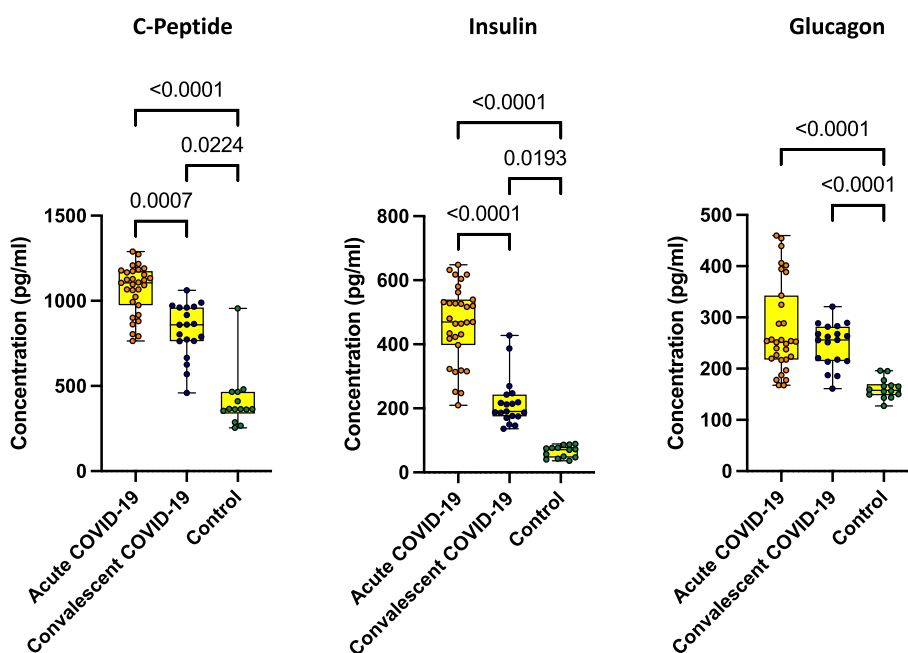 C-Peptide
<0.0001
0.0224
0.0007
Concentration (pg/ml)
1500
1000
500
0
Acute COVID-19
Convalescent COVID-19
Control
Insulin
<0.0001
0.0193
<0.0001
Concentration (pg/ml)
800
600
400
200
0
Acute COVID-19
Convalescent COVID-19
Control
Glucagon
<0.0001
<0.0001
Concentration (pg/ml)
500
400
300
200
100
0
Acute COVID-19
Convalescent COVID-19
Control